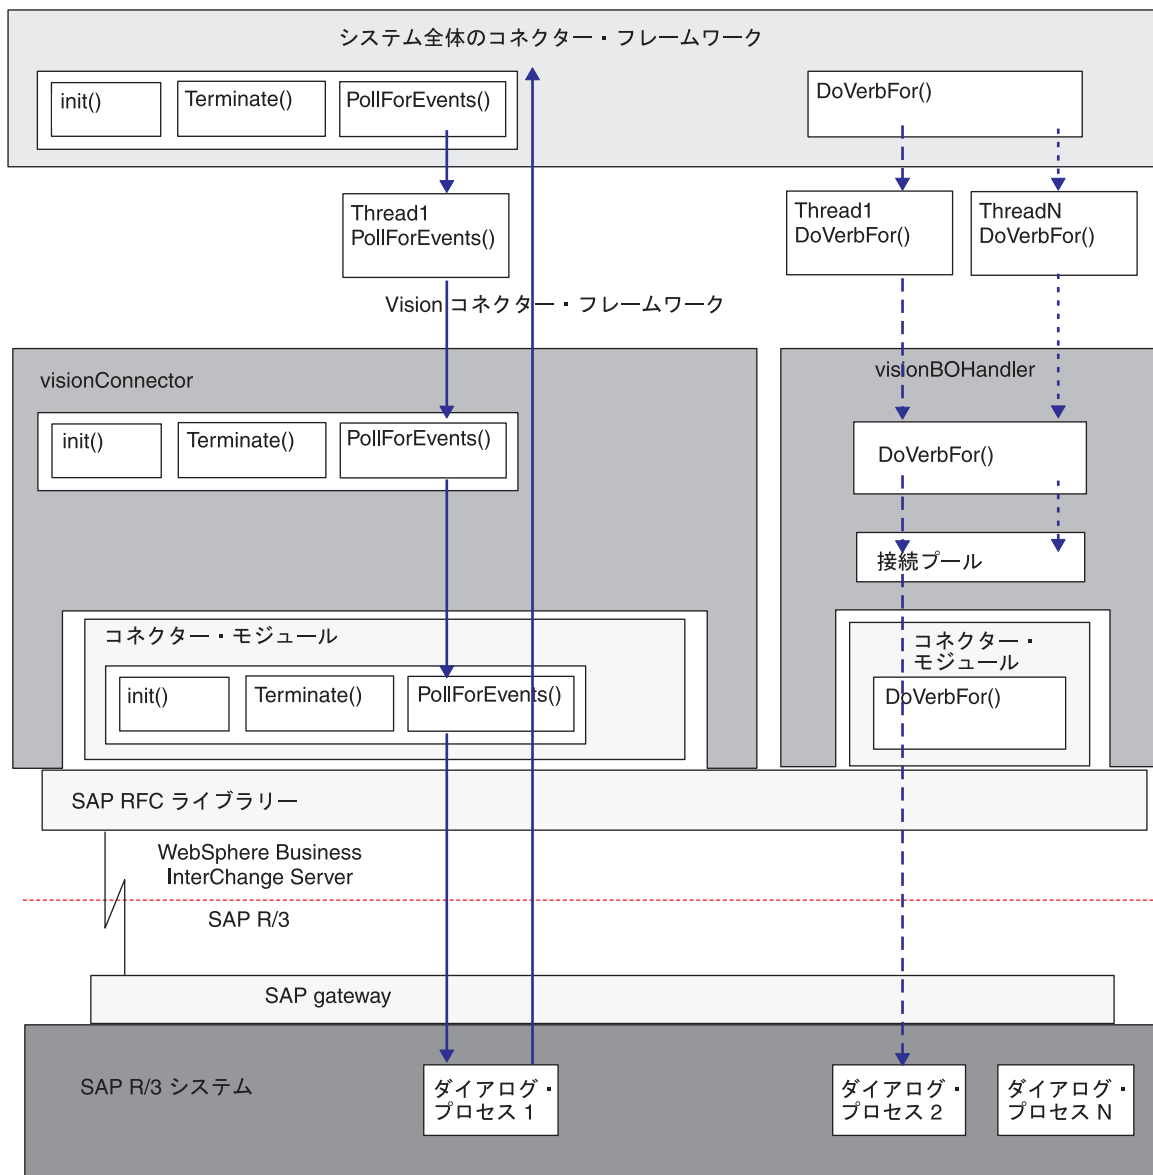 システム全体のコネクター・フレームワーク
init()
Terminate()
PollForEvents()
DoVerbFor()
Thread1
PollForEvents()
Thread1
DoVerbFor()
ThreadN
DoVerbFor()
Vision コネクター・フレームワーク
visionConnector
visionBOHandler
init()
Terminate()
PollForEvents()
DoVerbFor()
接続プール
コネクター・モジュール
init()
Terminate()
PollForEvents()
コネクター・
モジュール
DoVerbFor()
SAP RFC ライブラリー
WebSphere Business
InterChange Server
SAP R/3
SAP gateway
SAP R/3 システム
ダイアログ・
プロセス 1
ダイアログ・
プロセス 2
ダイアログ・
プロセス N